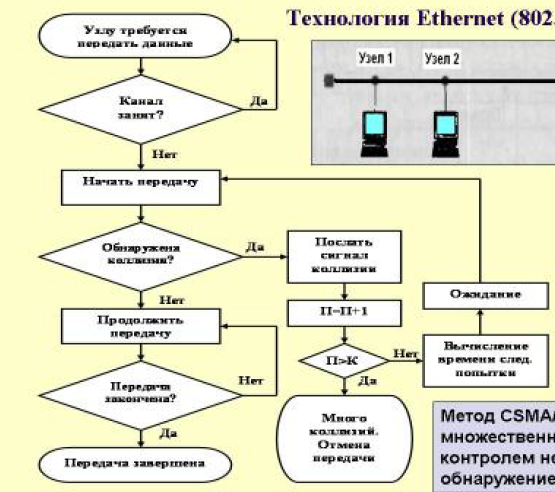 Технология Ethernet (802.
Узлу требуется
передать данные
Узел 1
Узел 2
Канал
занят?
Да
Нет
Начать передачу
Обнаружена
коллизия?
Да
Послать
сигнал
коллизии
Нет
Ожидание
П=П+1
Продолжить
передачу
П>К
Нет
Вычисление
времени след.
попытки
Да
Передача
закончена?
Нет
Много
коллизий.
Отмена
передачи
Да
Передача завершена
Метод CSMA/
множественн
контролем не
обнаружение